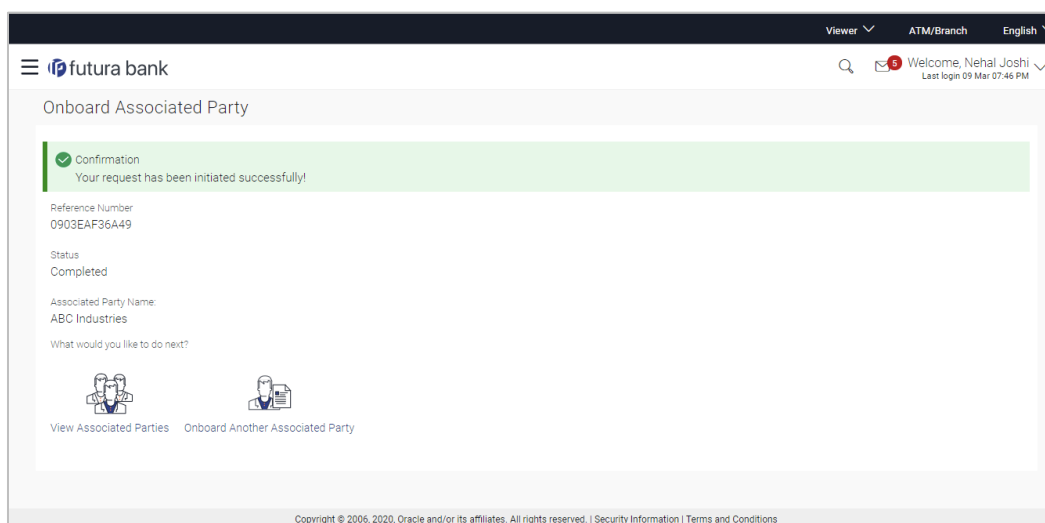 Viewer ATM/Branch English
futura bank
5 Welcome, Nehal Joshi
Last login 09 Mar 07:46 PM
Onboard Associated Party
Confirmation
Your request has been initiated successfully!
Reference Number
0903EAF36A49
Status
Completed
Associated Party Name:
ABC Industries
What would you like to do next?
View Associated Parties Onboard Another Associated Party
Copyright © 2006, 2020, Oracle and/or its affiliates. All rights reserved. | Security Information | Terms and Conditions